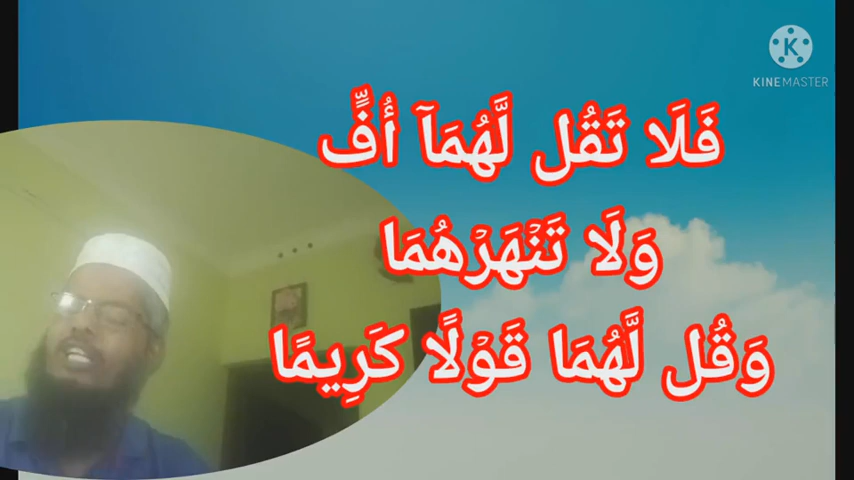 KINEMASTER
فَلَا تَقُل لَّهُمَآ أُفٍّ
وَلَا تَنْهَرْهُمَا
وَقُل لَّهُمَا قَوْلًا كَرِيمًا